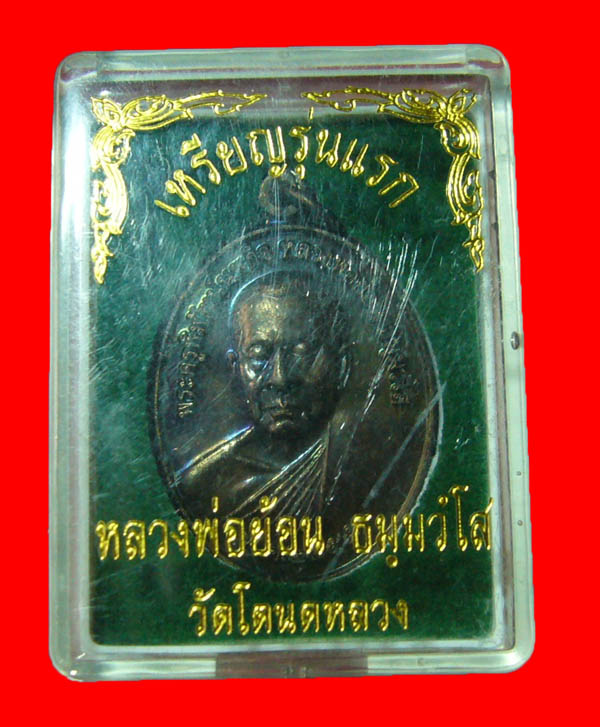 เหรียญรุ่นแรก
หลวงพ่อย้อน ธมฺมวํโส
วัดโตนดหลวง